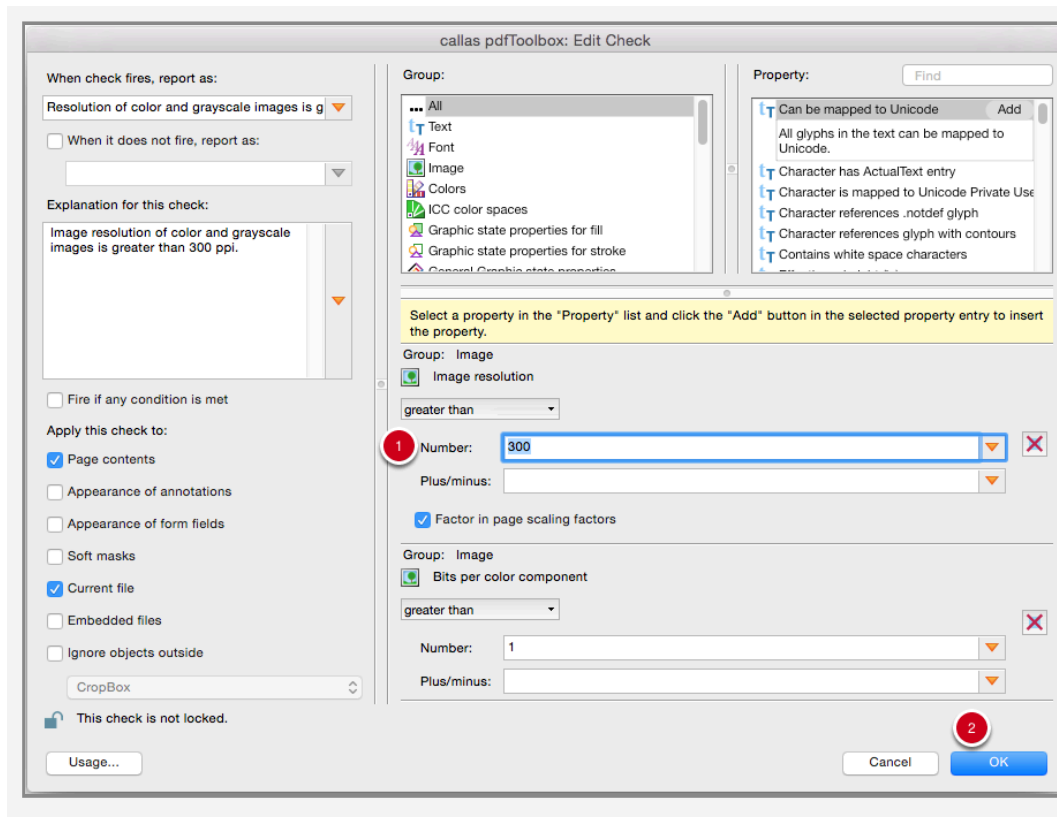 callas pdfToolbox: Edit Check
When check fires, report as:
Resolution of color and grayscale images is g
When it does not fire, report as:
Explanation for this check:
Image resolution of color and grayscale
images is greater than 300 ppi.
Fire if any condition is met
Apply this check to:
Page contents
Appearance of annotations
Appearance of form fields
Soft masks
Current file
Embedded files
Ignore objects outside
CropBox
This check is not locked.
Usage...
Group:
... All
Text
Font
Image
Colors
ICC color spaces
Graphic state properties for fill
Graphic state properties for stroke
General Graphic state properties
Property:
Find
Can be mapped to Unicode
Add
All glyphs in the text can be mapped to
Unicode.
Character has ActualText entry
Character is mapped to Unicode Private Use
Character references .notdef glyph
Character references glyph with contours
Contains white space characters
Select a property in the "Property" list and click the "Add" button in the selected property entry to insert
the property.
Group: Image
Image resolution
greater than
1
Number: 300
Plus/minus:
Factor in page scaling factors
Group: Image
Bits per color component
greater than
Number: 1
Plus/minus:
2
Cancel
OK